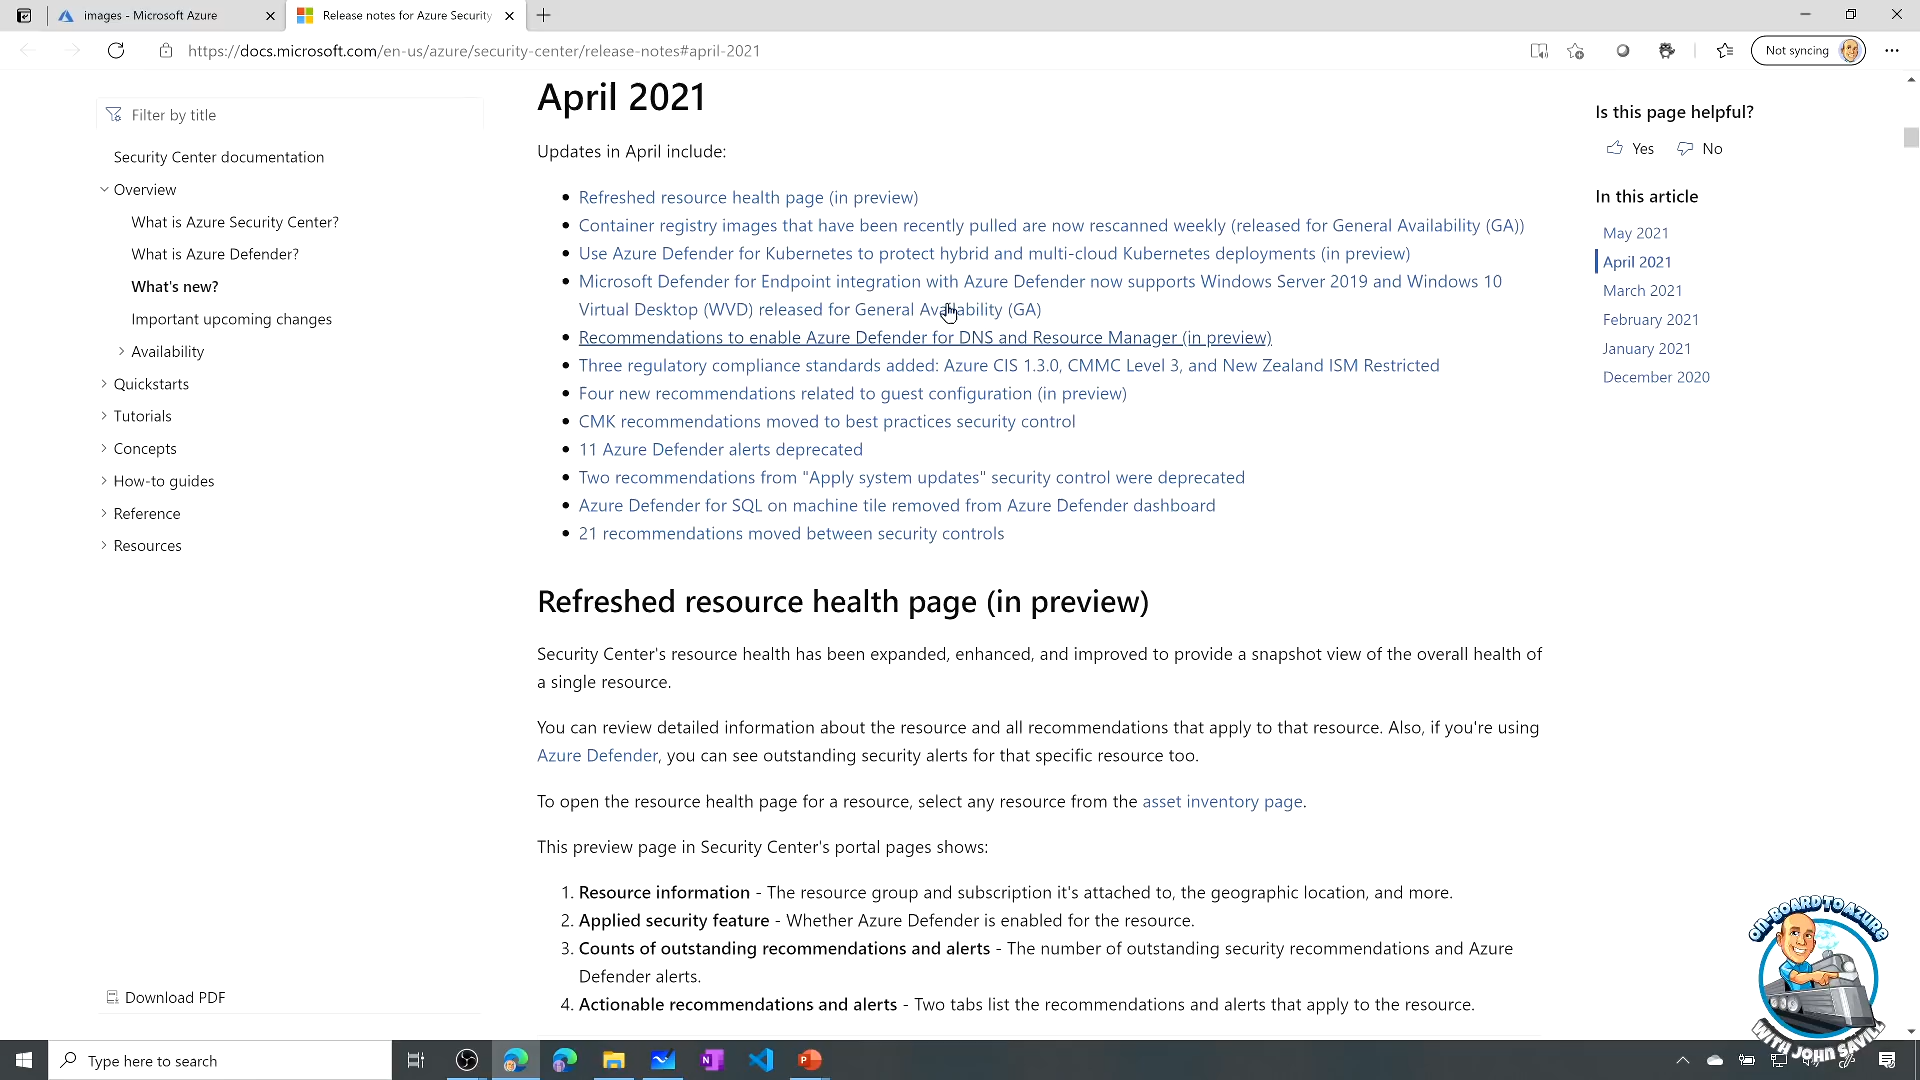 images - Microsoft Azure
Release notes for Azure Security
https://docs.microsoft.com/en-us/azure/security-center/release-notes#april-2021
Not syncing
Filter by title
Security Center documentation
Overview
What is Azure Security Center?
What is Azure Defender?
What's new?
Important upcoming changes
Availability
Quickstarts
Tutorials
Concepts
How-to guides
Reference
Resources
Download PDF
April 2021
Updates in April include:
Refreshed resource health page (in preview)
Container registry images that have been recently pulled are now rescanned weekly (released for General Availability (GA))
Use Azure Defender for Kubernetes to protect hybrid and multi-cloud Kubernetes deployments (in preview)
Microsoft Defender for Endpoint integration with Azure Defender now supports Windows Server 2019 and Windows 10
Virtual Desktop (WVD) released for General Availability (GA)
Recommendations to enable Azure Defender for DNS and Resource Manager (in preview)
Three regulatory compliance standards added: Azure CIS 1.3.0, CMMC Level 3, and New Zealand ISM Restricted
Four new recommendations related to guest configuration (in preview)
CMK recommendations moved to best practices security control
11 Azure Defender alerts deprecated
Two recommendations from "Apply system updates" security control were deprecated
Azure Defender for SQL on machine tile removed from Azure Defender dashboard
21 recommendations moved between security controls
Refreshed resource health page (in preview)
Security Center's resource health has been expanded, enhanced, and improved to provide a snapshot view of the overall health of
a single resource.
You can review detailed information about the resource and all recommendations that apply to that resource. Also, if you're using
Azure Defender, you can see outstanding security alerts for that specific resource too.
To open the resource health page for a resource, select any resource from the asset inventory page.
This preview page in Security Center's portal pages shows:
1. Resource information - The resource group and subscription it's attached to, the geographic location, and more.
2. Applied security feature - Whether Azure Defender is enabled for the resource.
3. Counts of outstanding recommendations and alerts - The number of outstanding security recommendations and Azure
Defender alerts.
4. Actionable recommendations and alerts - Two tabs list the recommendations and alerts that apply to the resource.
Is this page helpful?
Yes
No
In this article
May 2021
April 2021
March 2021
February 2021
January 2021
December 2020
ON-BOARD TO AZURE
WITH JOHN SAVILL
Type here to search